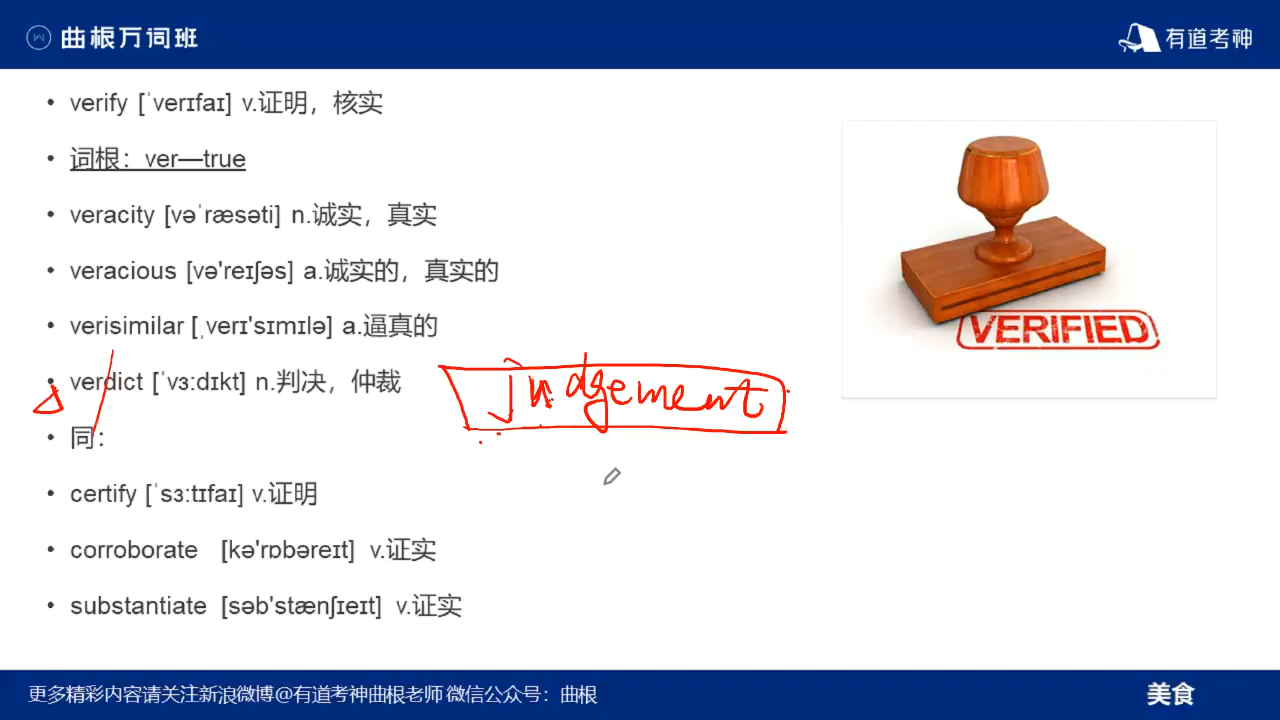 曲根万词班
有道考神
• verify [ˈverɪfaɪ] v.证明，核实
• 词根：ver—true
• veracity [vəˈræsəti] n.诚实，真实
• veracious [və'reɪʃəs] a.诚实的，真实的
• verisimilar [ˌverɪ'sɪmɪlə] a.逼真的
• verdict [ˈvɜ:dɪkt] n.判决，仲裁
judgement
• 同：
• certify [ˈsɜ:tɪfaɪ] v.证明
• corroborate [kə'rɒbəreɪt] v.证实
• substantiate [səb'stænʃɪeɪt] v.证实
VERIFIED
更多精彩内容请关注新浪微博@有道考神曲根老师 微信公众号：曲根
美食